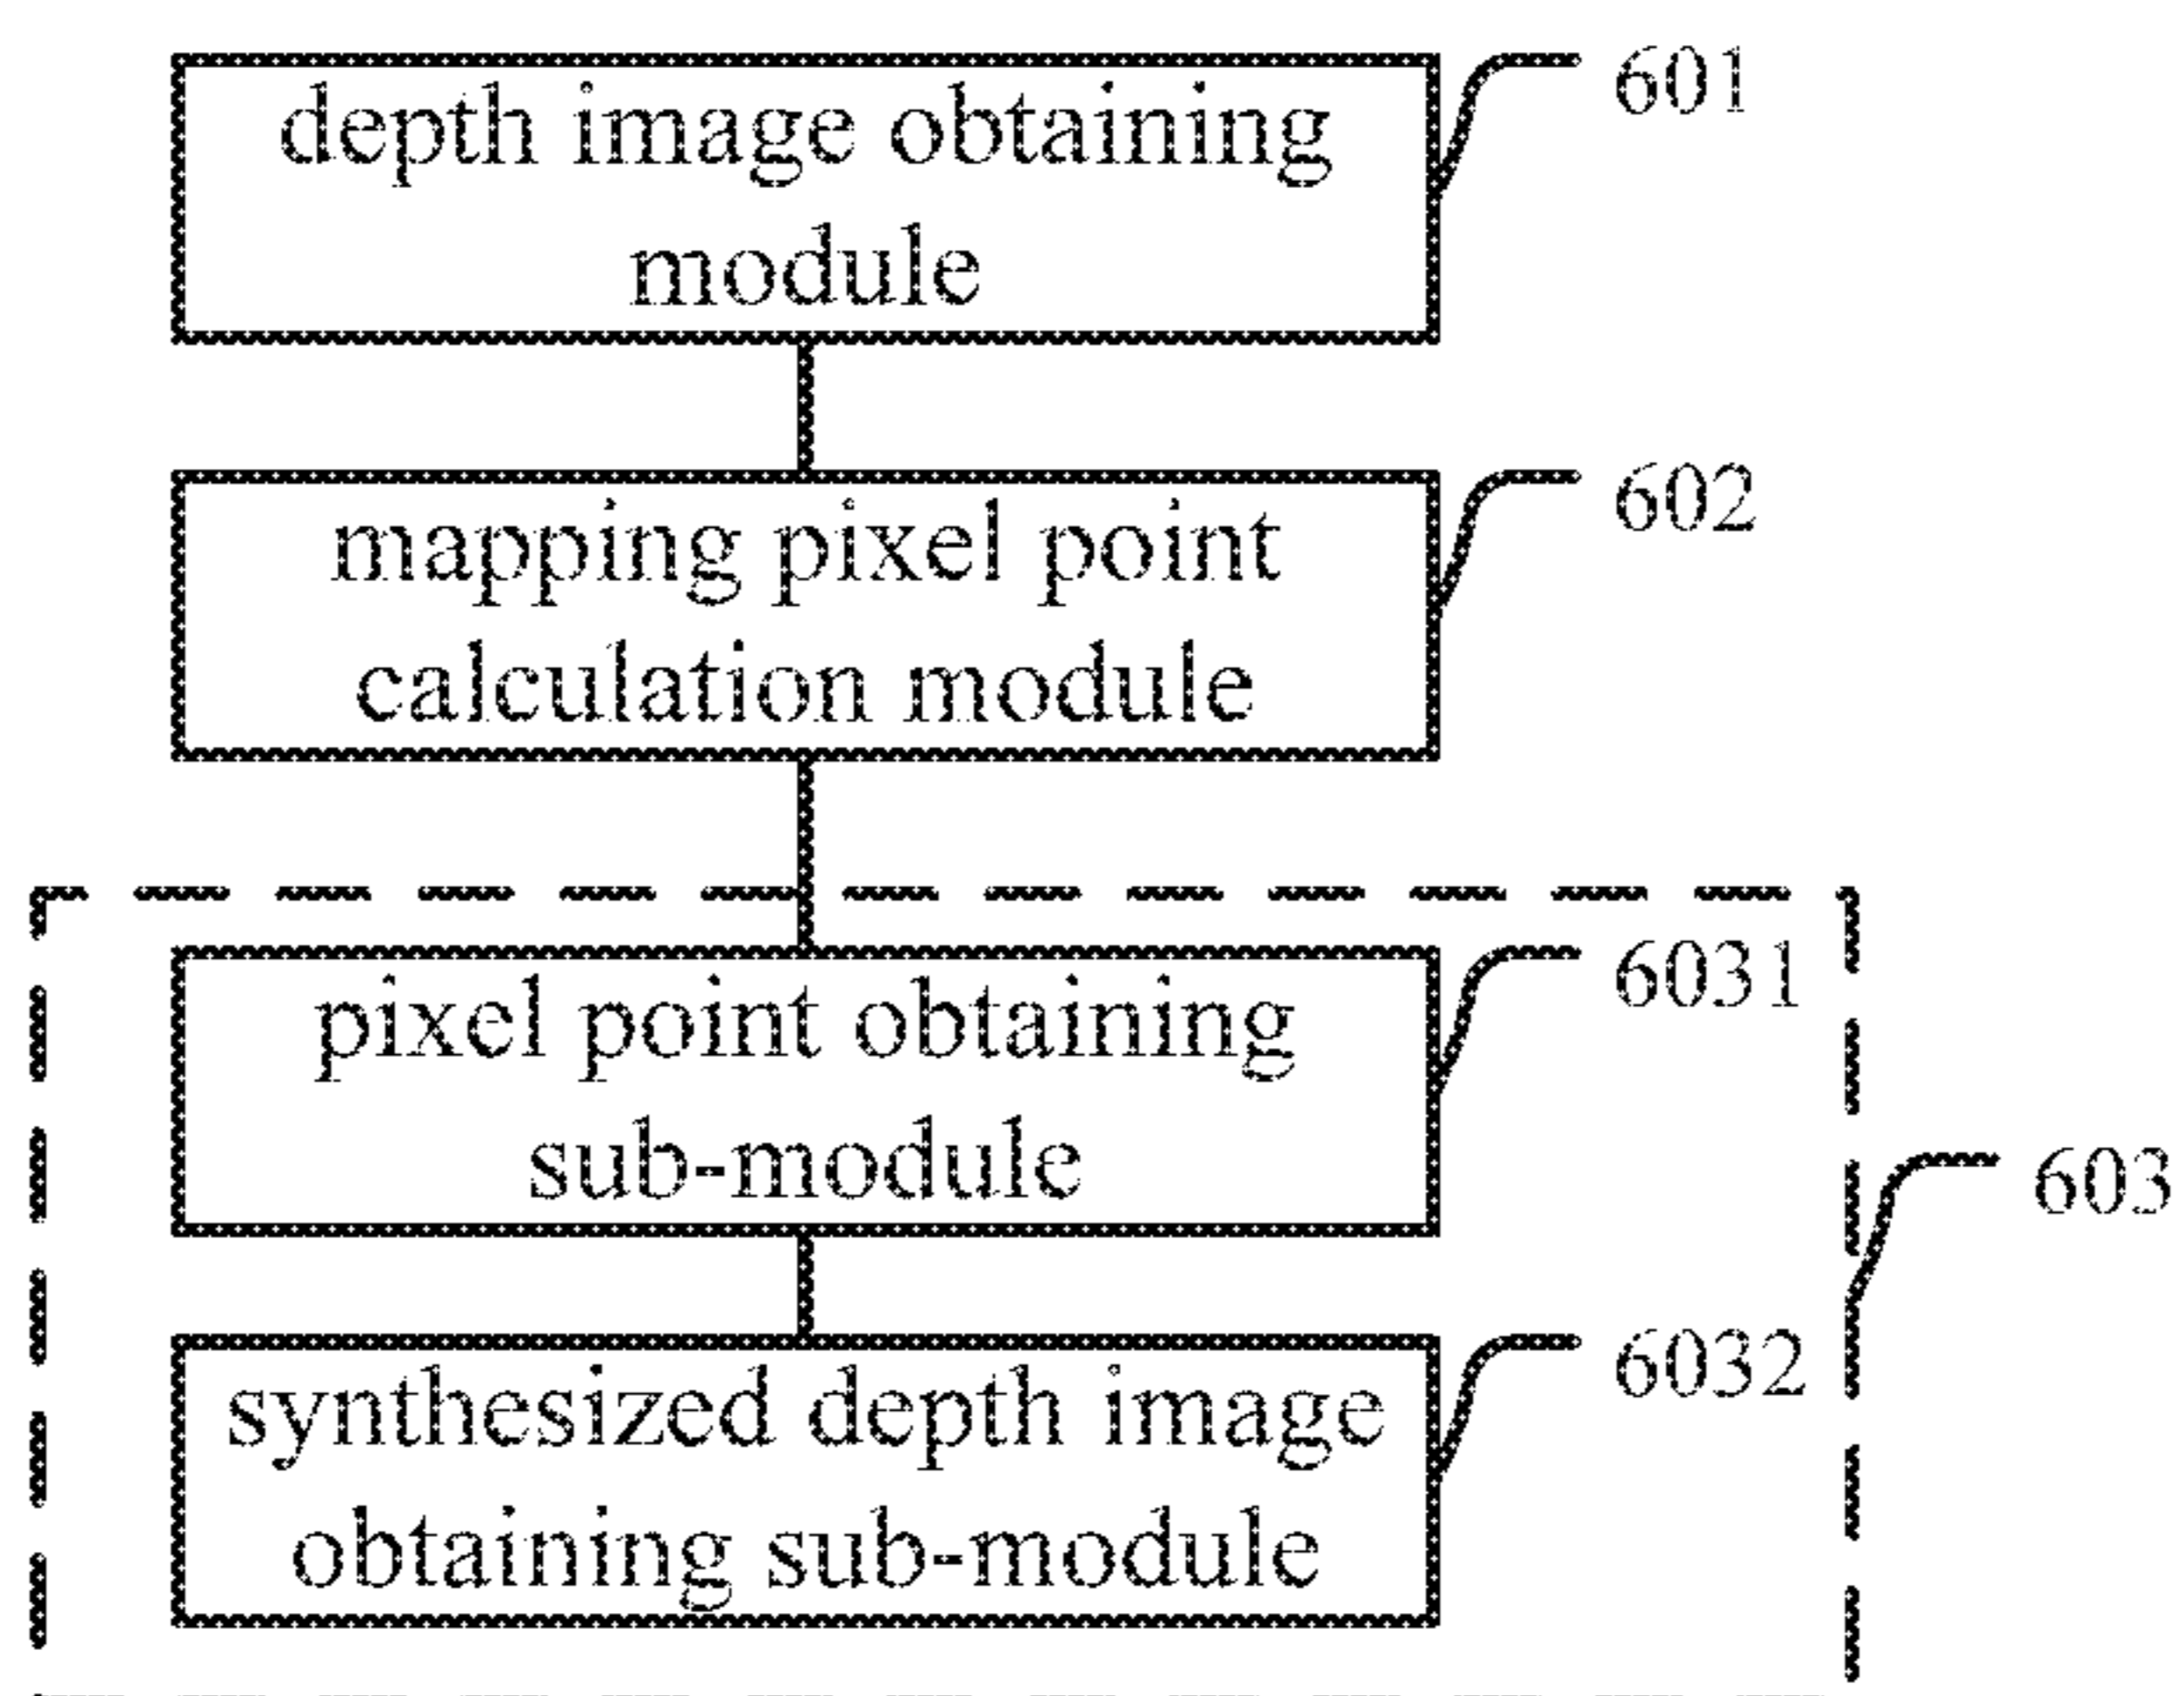 depth image obtaining
module
601
mapping pixel point
calculation module
602
pixel point obtaining
sub-module
6031
603
synthesized depth image
obtaining sub-module
6032